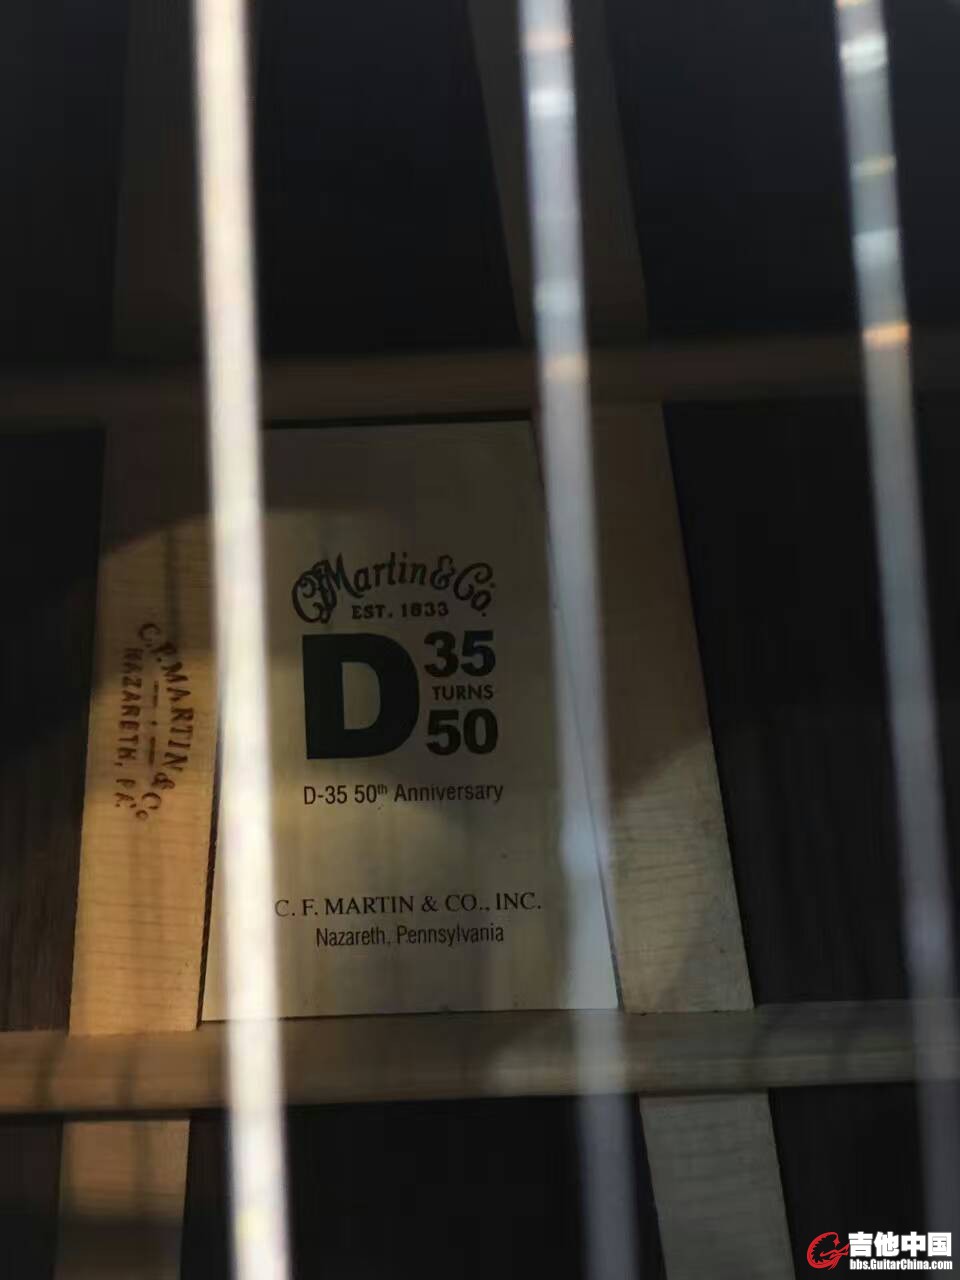 CF Martin & Co.
EST. 1833
D 35
TURNS
50
D-35 50th Anniversary
C. F. MARTIN & CO., INC.
Nazareth, Pennsylvania
C. F. MARTIN & Co
NAZARETH, PA.
吉他中国
bbs.GuitarChina.com